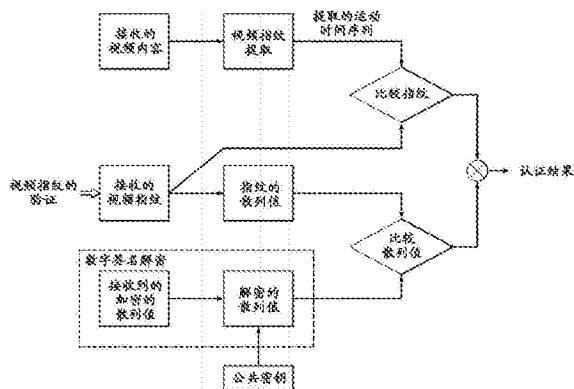 接收的
视频内容
视频指纹
提取
提取的运动
时间序列
比较指纹
视频指纹的
验证
接收的
视频指纹
指纹的
散列值
认证结果
比较
散列值
数字签名解密
接收到的
加密的
散列值
解密的
散列值
公共密钥